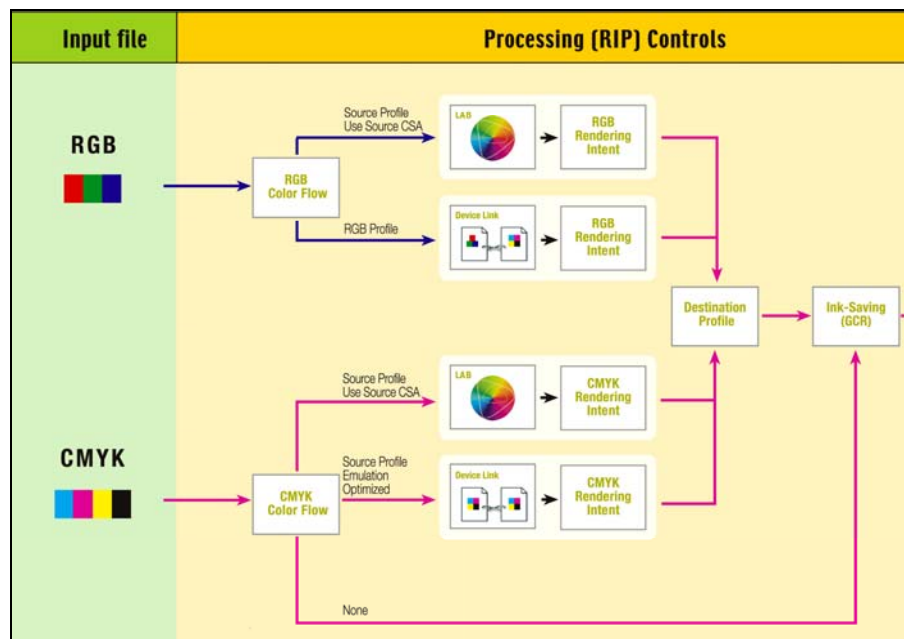 Input file
Processing (RIP) Controls
RGB
RGB
Color Flow
Source Profile
Use Source CSA
LAB
RGB
Rendering
Intent
RGB Profile
Device Link
RGB
Rendering
Intent
Destination
Profile
Ink-Saving
(GCR)
CMYK
CMYK
Color Flow
Source Profile
Use Source CSA
LAB
CMYK
Rendering
Intent
Source Profile
Emulation
Optimized
Device Link
CMYK
Rendering
Intent
None